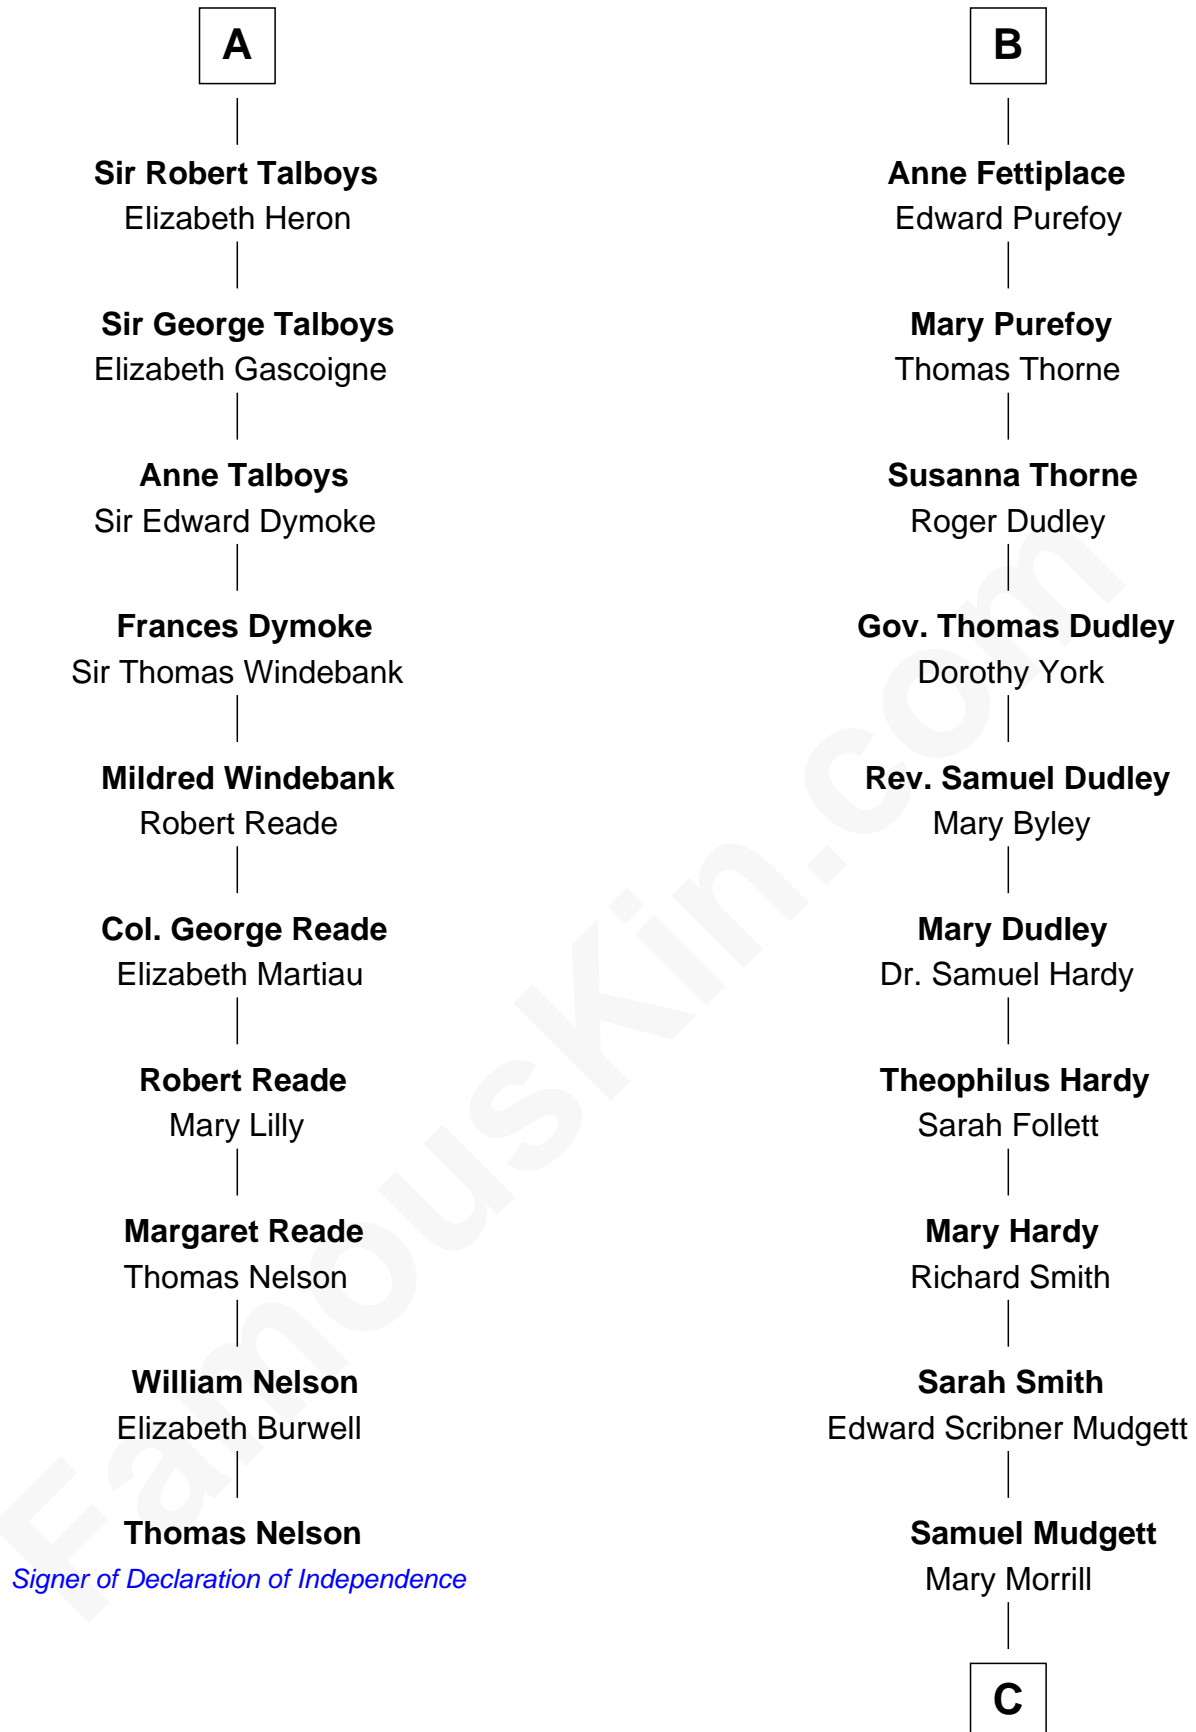 A
Sir Robert Talboys
Elizabeth Heron
Sir George Talboys
Elizabeth Gascoigne
Anne Talboys
Sir Edward Dymoke
Frances Dymoke
Sir Thomas Windebank
Mildred Windebank
Robert Reade
Col. George Reade
Elizabeth Martiau
Robert Reade
Mary Lilly
Margaret Reade
Thomas Nelson
William Nelson
Elizabeth Burwell
Thomas Nelson
Signer of Declaration of Independence
B
Anne Fettiplace
Edward Purefoy
Mary Purefoy
Thomas Thorne
Susanna Thorne
Roger Dudley
Gov. Thomas Dudley
Dorothy York
Rev. Samuel Dudley
Mary Byley
Mary Dudley
Dr. Samuel Hardy
Theophilus Hardy
Sarah Follett
Mary Hardy
Richard Smith
Sarah Smith
Edward Scribner Mudgett
Samuel Mudgett
Mary Morrill
C
FamousKin.com